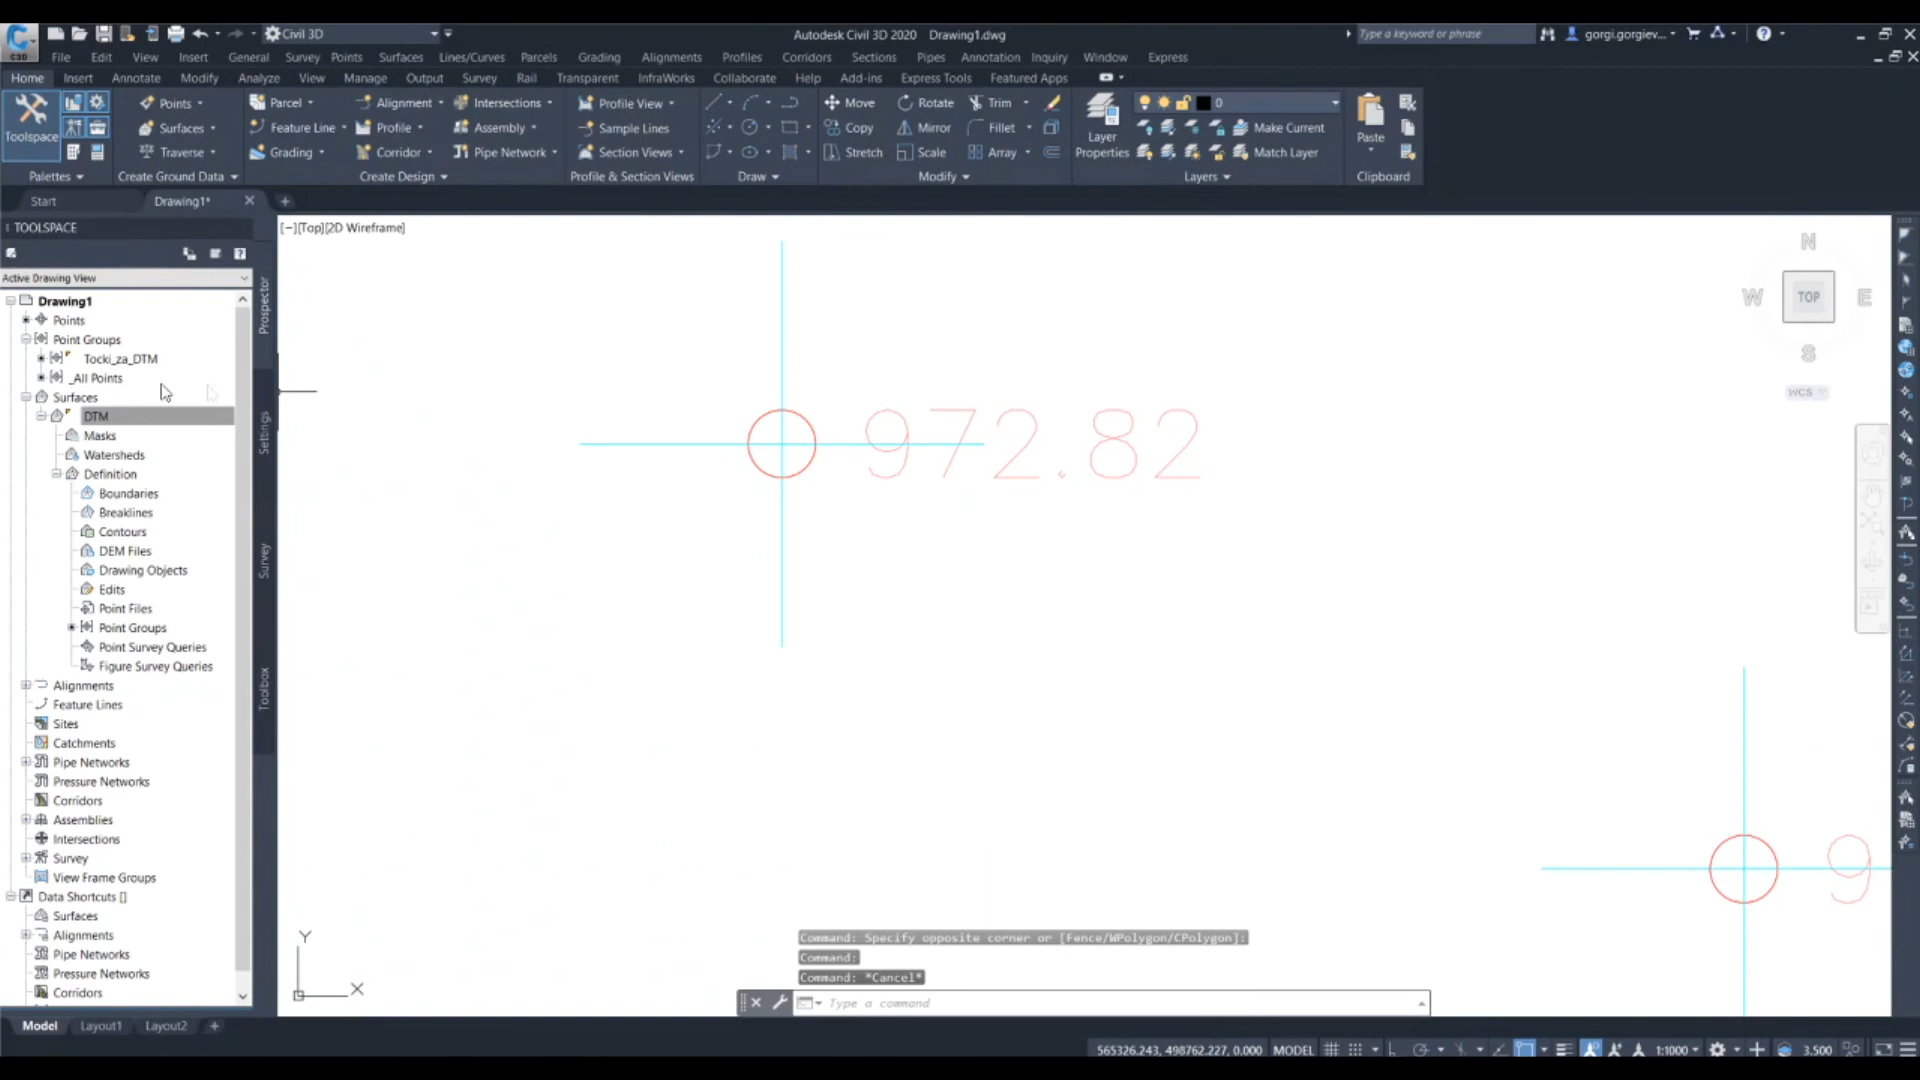 C3D
Civil 3D
Autodesk Civil 3D 2020 Drawing1.dwg
Type a keyword or phrase
gorgi.gorgiev...
File Edit View Insert General Survey Points Surfaces Lines/Curves Parcels Grading Alignments Profiles Corridors Sections Pipes Annotation Inquiry Window Express
Home Insert Annotate Modify Analyze View Manage Output Survey Rail Transparent InfraWorks Collaborate Help Add-ins Express Tools Featured Apps
Toolspace
Palettes
Points
Surfaces
Traverse
Create Ground Data
Parcel
Feature Line
Grading
Alignment
Profile
Corridor
Intersections
Assembly
Pipe Network
Create Design
Profile View
Sample Lines
Section Views
Profile & Section Views
Draw
Move
Copy
Stretch
Rotate
Mirror
Scale
Trim
Fillet
Array
Modify
Layer
Properties
0
Make Current
Match Layer
Layers
Paste
Clipboard
Start
Drawing1*
TOOLSPACE
Active Drawing View
Drawing1
Points
Point Groups
Tocki_za_DTM
_All Points
Surfaces
DTM
Masks
Watersheds
Definition
Boundaries
Breaklines
Contours
DEM Files
Drawing Objects
Edits
Point Files
Point Groups
Point Survey Queries
Figure Survey Queries
Alignments
Feature Lines
Sites
Catchments
Pipe Networks
Pressure Networks
Corridors
Assemblies
Intersections
Survey
View Frame Groups
Data Shortcuts []
Surfaces
Alignments
Pipe Networks
Pressure Networks
Corridors
Prospector
Settings
Survey
Toolbox
[−][Top][2D Wireframe]
972.82
9
N
W
TOP
E
S
WCS
Y
X
Command: Specify opposite corner or [Fence/WPolygon/CPolygon]:
Command:
Command: *Cancel*
Type a command
Model Layout1 Layout2
565326.243, 498762.227, 0.000 MODEL 1:1000 3.500